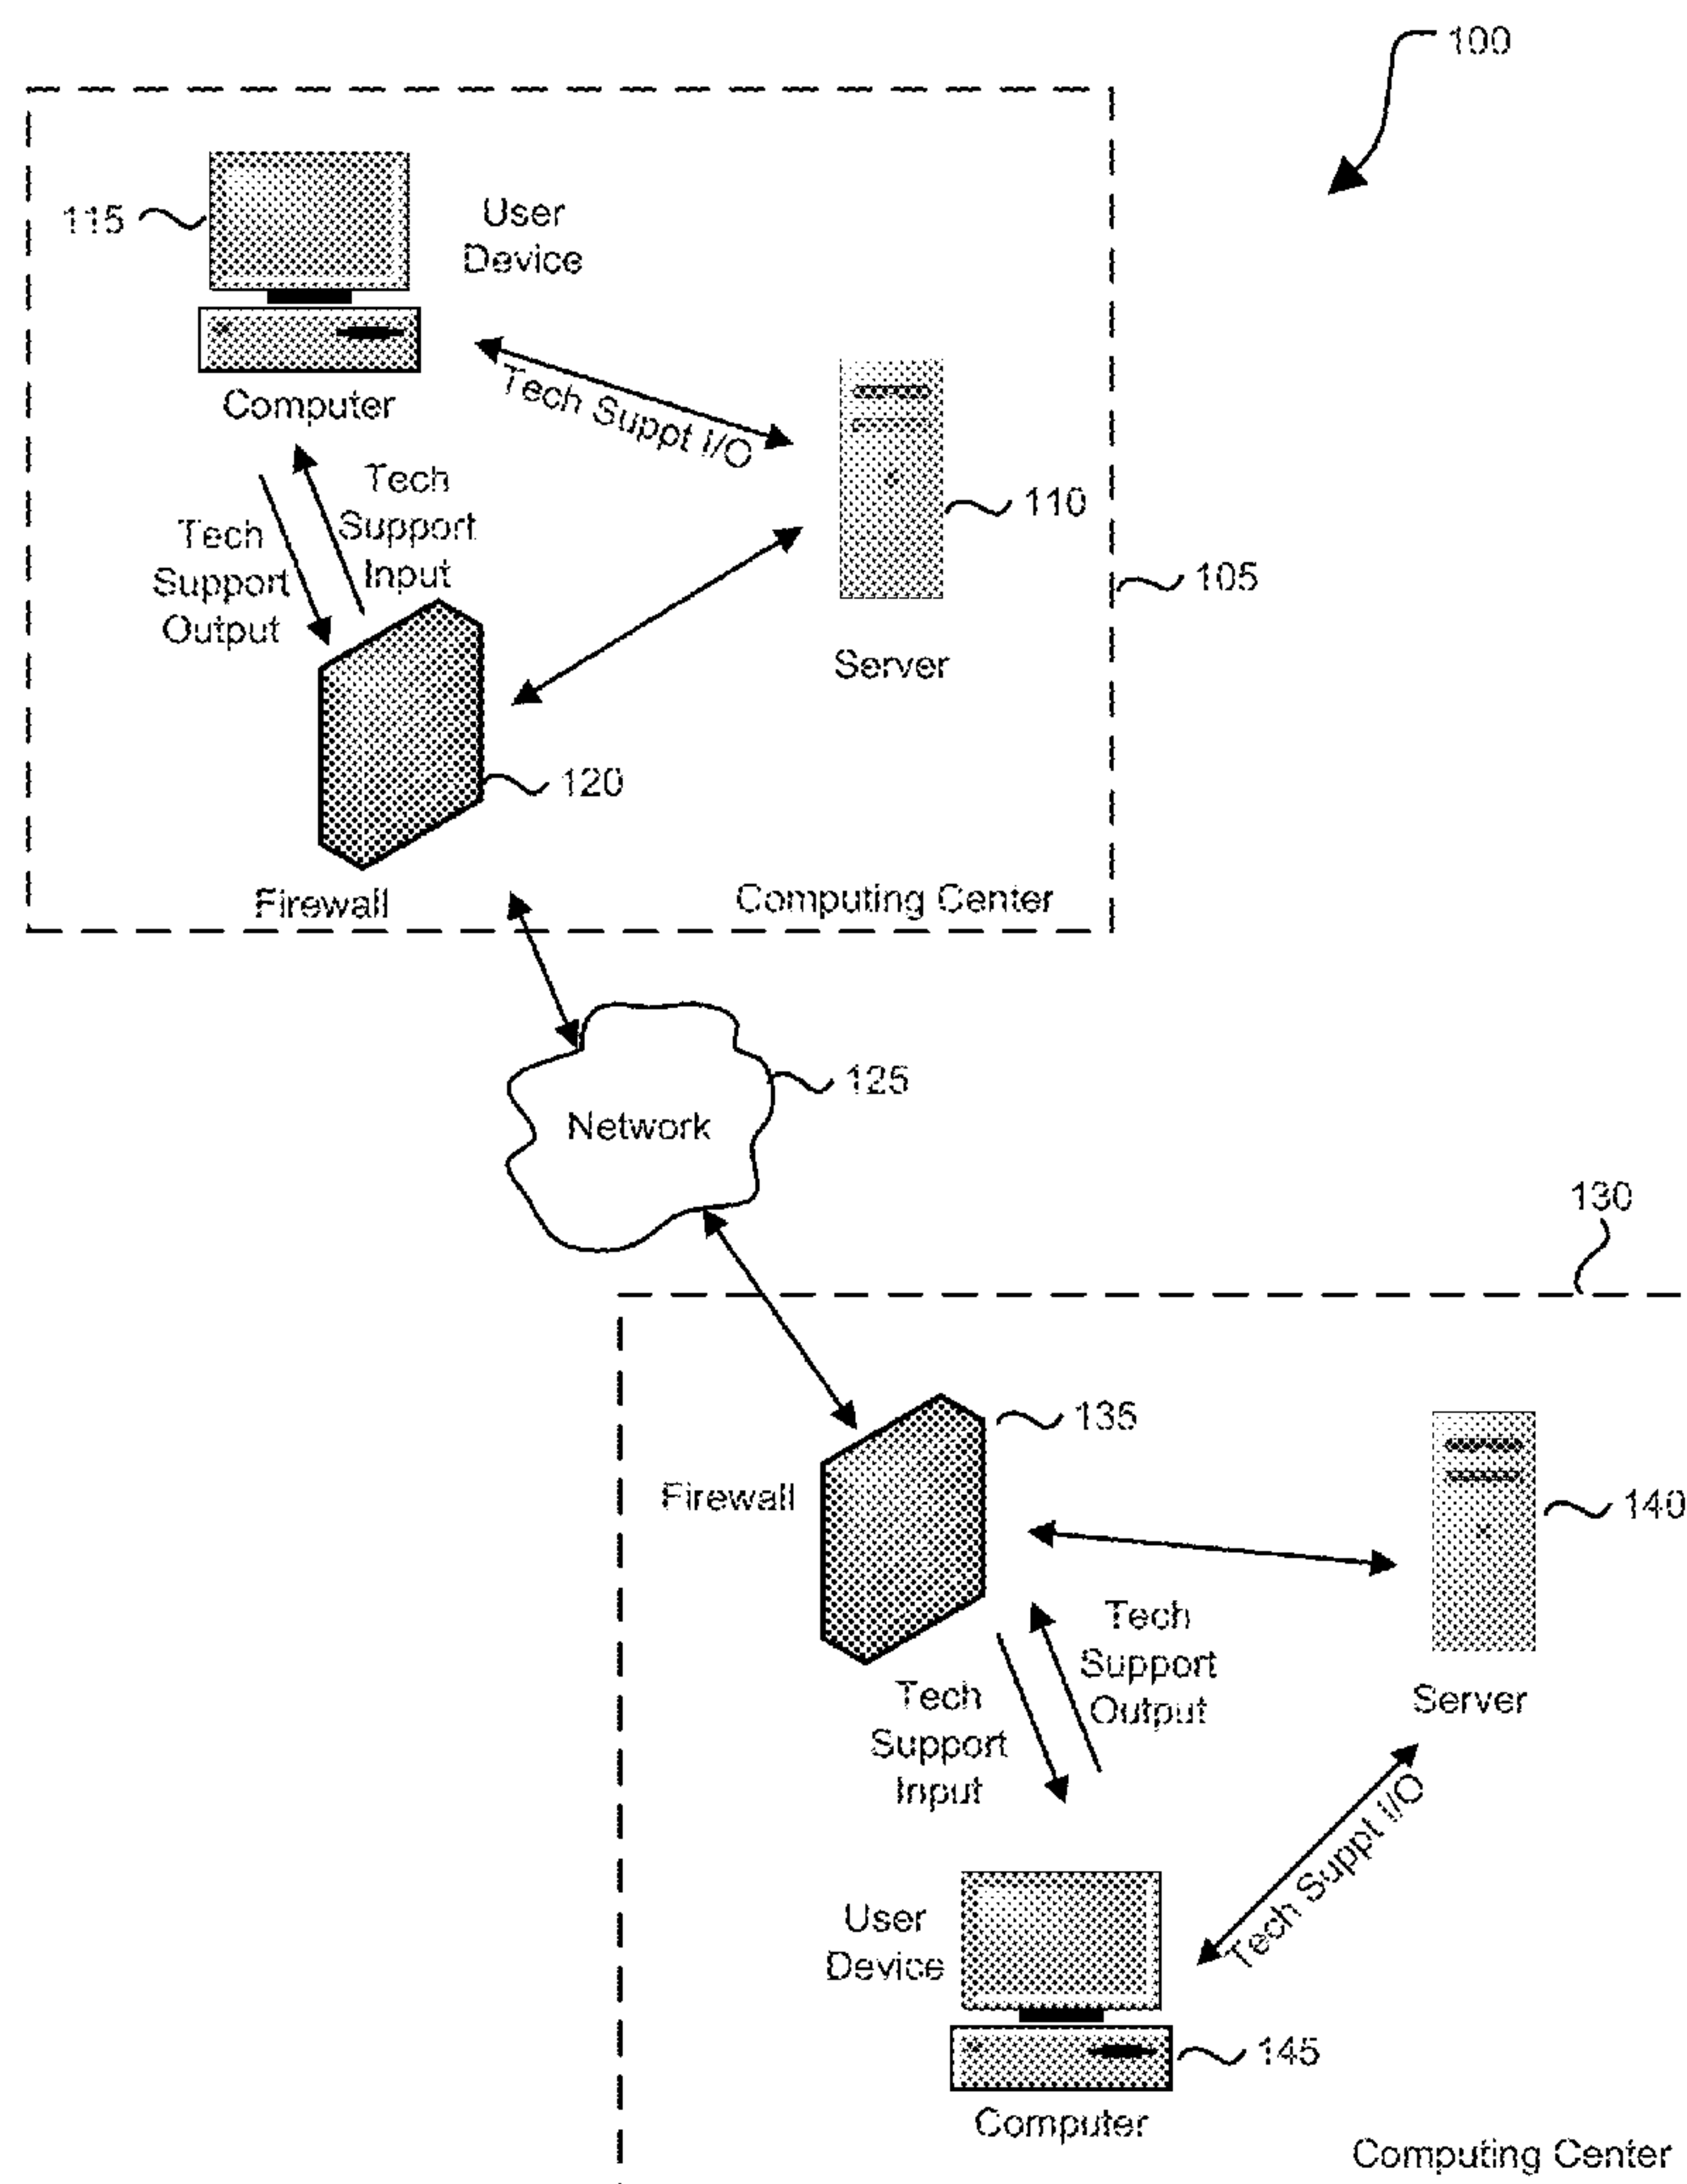 100
115
User
Device
Computer
Tech Suppt I/O
Tech
Support
Input
Tech
Support
Output
110
105
Server
120
Firewall
Computing Center
125
Network
130
135
Firewall
140
Tech
Support
Output
Tech
Support
Input
Server
Tech Suppt I/O
User
Device
145
Computer
Computing Center